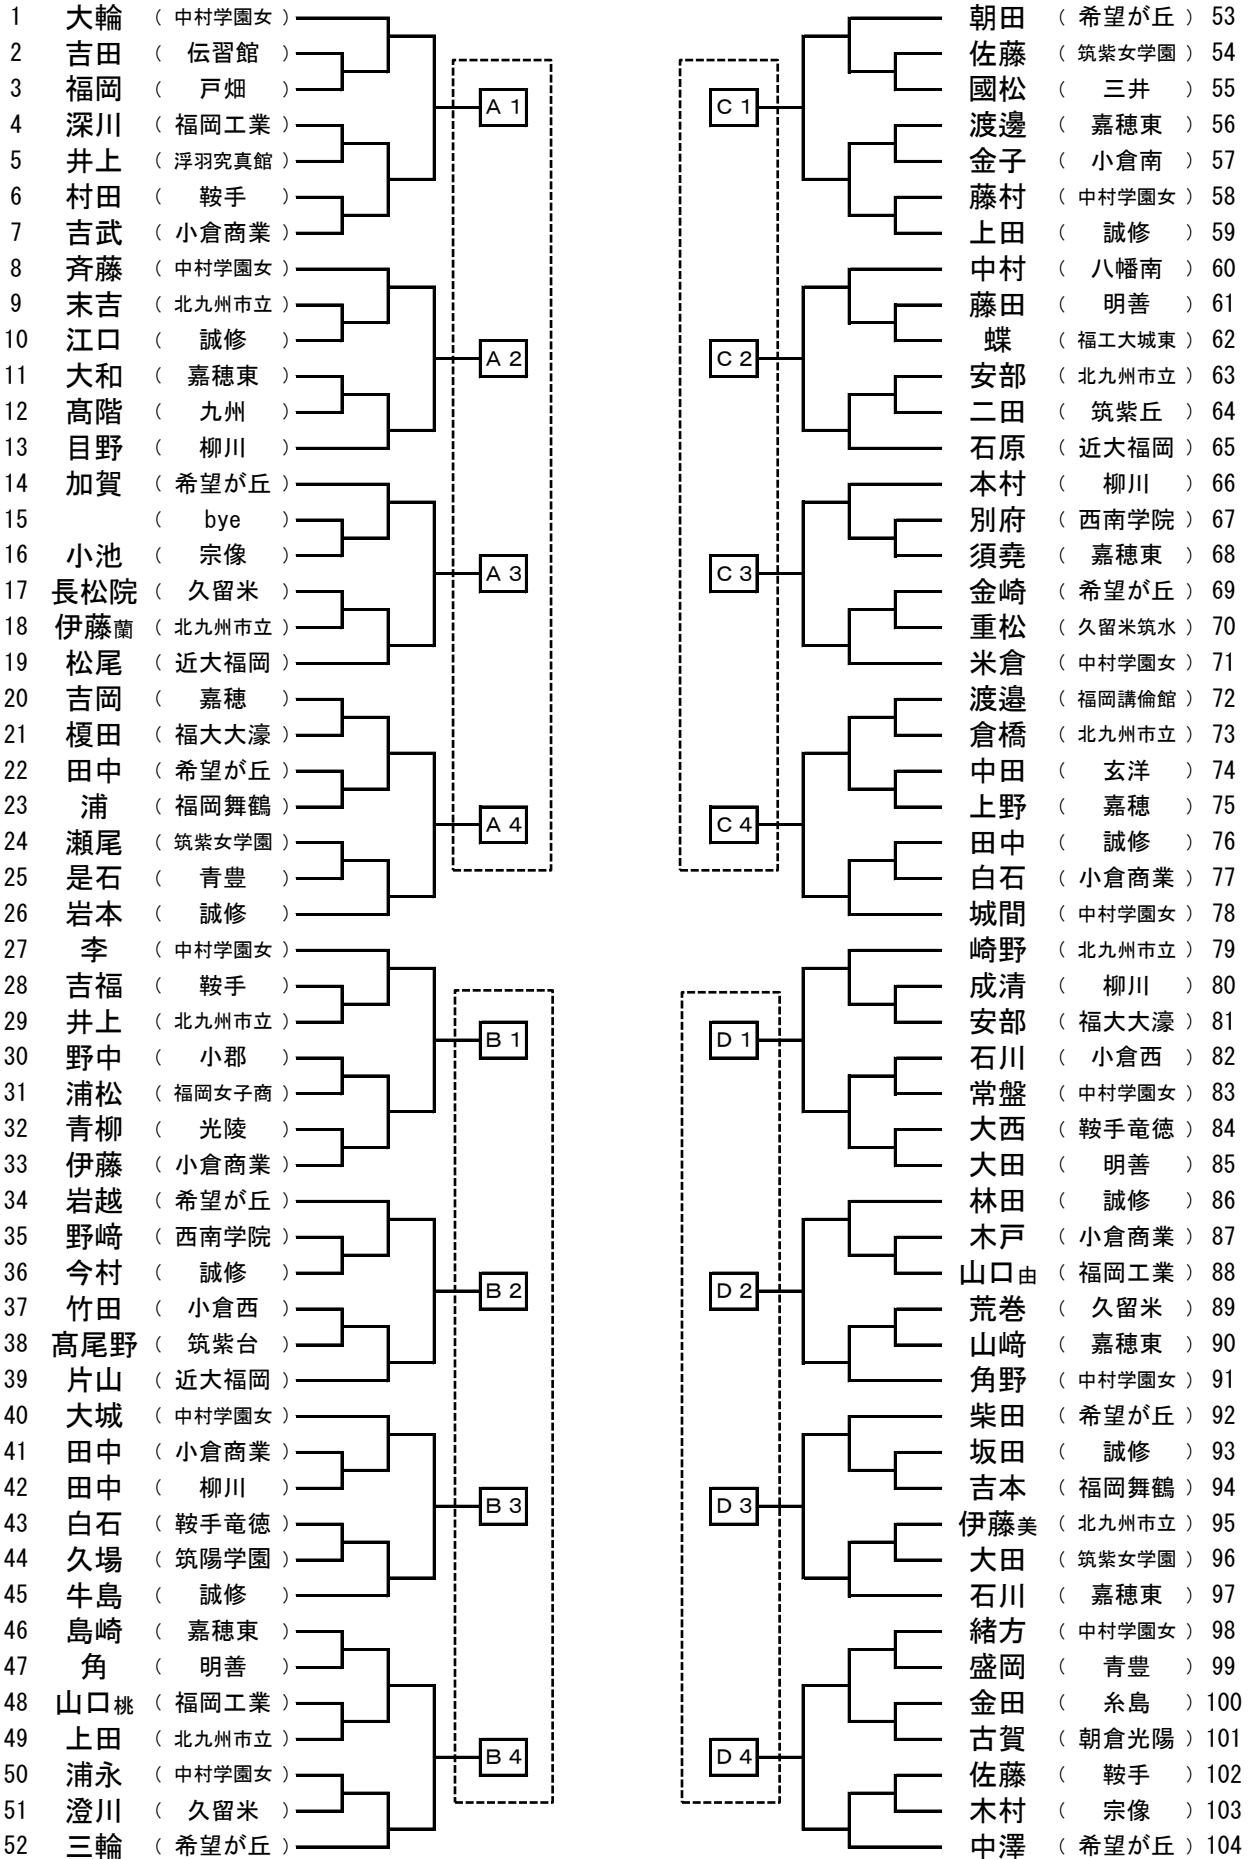 1 大輪 （ 中村学園女 ）
2 吉田 （ 伝習館 ）
3 福岡 （ 戸畑 ）
4 深川 （ 福岡工業 ）
5 井上 （ 浮羽究真館 ）
6 村田 （ 鞍手 ）
7 吉武 （ 小倉商業 ）
8 斉藤 （ 中村学園女 ）
9 末吉 （ 北九州市立 ）
10 江口 （ 誠修 ）
11 大和 （ 嘉穂東 ）
12 髙階 （ 九州 ）
13 目野 （ 柳川 ）
14 加賀 （ 希望が丘 ）
15 （ bye ）
16 小池 （ 宗像 ）
17 長松院 （ 久留米 ）
18 伊藤蘭 （ 北九州市立 ）
19 松尾 （ 近大福岡 ）
20 吉岡 （ 嘉穂 ）
21 榎田 （ 福大大濠 ）
22 田中 （ 希望が丘 ）
23 浦 （ 福岡舞鶴 ）
24 瀬尾 （ 筑紫女学園 ）
25 是石 （ 青豊 ）
26 岩本 （ 誠修 ）
27 李 （ 中村学園女 ）
28 吉福 （ 鞍手 ）
29 井上 （ 北九州市立 ）
30 野中 （ 小郡 ）
31 浦松 （ 福岡女子商 ）
32 青柳 （ 光陵 ）
33 伊藤 （ 小倉商業 ）
34 岩越 （ 希望が丘 ）
35 野﨑 （ 西南学院 ）
36 今村 （ 誠修 ）
37 竹田 （ 小倉西 ）
38 髙尾野 （ 筑紫台 ）
39 片山 （ 近大福岡 ）
40 大城 （ 中村学園女 ）
41 田中 （ 小倉商業 ）
42 田中 （ 柳川 ）
43 白石 （ 鞍手竜徳 ）
44 久場 （ 筑陽学園 ）
45 牛島 （ 誠修 ）
46 島崎 （ 嘉穂東 ）
47 角 （ 明善 ）
48 山口桃 （ 福岡工業 ）
49 上田 （ 北九州市立 ）
50 浦永 （ 中村学園女 ）
51 澄川 （ 久留米 ）
52 三輪 （ 希望が丘 ）
A 1
A 2
A 3
A 4
B 1
B 2
B 3
B 4
C 1
C 2
C 3
C 4
D 1
D 2
D 3
D 4
朝田 （ 希望が丘 ） 53
佐藤 （ 筑紫女学園 ） 54
國松 （ 三井 ） 55
渡邊 （ 嘉穂東 ） 56
金子 （ 小倉南 ） 57
藤村 （ 中村学園女 ） 58
上田 （ 誠修 ） 59
中村 （ 八幡南 ） 60
藤田 （ 明善 ） 61
蝶 （ 福工大城東 ） 62
安部 （ 北九州市立 ） 63
二田 （ 筑紫丘 ） 64
石原 （ 近大福岡 ） 65
本村 （ 柳川 ） 66
別府 （ 西南学院 ） 67
須堯 （ 嘉穂東 ） 68
金崎 （ 希望が丘 ） 69
重松 （ 久留米筑水 ） 70
米倉 （ 中村学園女 ） 71
渡邉 （ 福岡講倫館 ） 72
倉橋 （ 北九州市立 ） 73
中田 （ 玄洋 ） 74
上野 （ 嘉穂 ） 75
田中 （ 誠修 ） 76
白石 （ 小倉商業 ） 77
城間 （ 中村学園女 ） 78
崎野 （ 北九州市立 ） 79
成清 （ 柳川 ） 80
安部 （ 福大大濠 ） 81
石川 （ 小倉西 ） 82
常盤 （ 中村学園女 ） 83
大西 （ 鞍手竜徳 ） 84
大田 （ 明善 ） 85
林田 （ 誠修 ） 86
木戸 （ 小倉商業 ） 87
山口由 （ 福岡工業 ） 88
荒巻 （ 久留米 ） 89
山﨑 （ 嘉穂東 ） 90
角野 （ 中村学園女 ） 91
柴田 （ 希望が丘 ） 92
坂田 （ 誠修 ） 93
吉本 （ 福岡舞鶴 ） 94
伊藤美 （ 北九州市立 ） 95
大田 （ 筑紫女学園 ） 96
石川 （ 嘉穂東 ） 97
緒方 （ 中村学園女 ） 98
盛岡 （ 青豊 ） 99
金田 （ 糸島 ） 100
古賀 （ 朝倉光陽 ） 101
佐藤 （ 鞍手 ） 102
木村 （ 宗像 ） 103
中澤 （ 希望が丘 ） 104